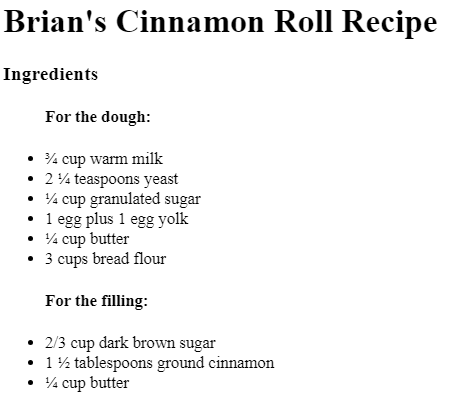 Brian's Cinnamon Roll Recipe
Ingredients
For the dough:
• ¾ cup warm milk
• 2 ¼ teaspoons yeast
• ¼ cup granulated sugar
• 1 egg plus 1 egg yolk
• ¼ cup butter
• 3 cups bread flour
For the filling:
• 2/3 cup dark brown sugar
• 1 ½ tablespoons ground cinnamon
• ¼ cup butter